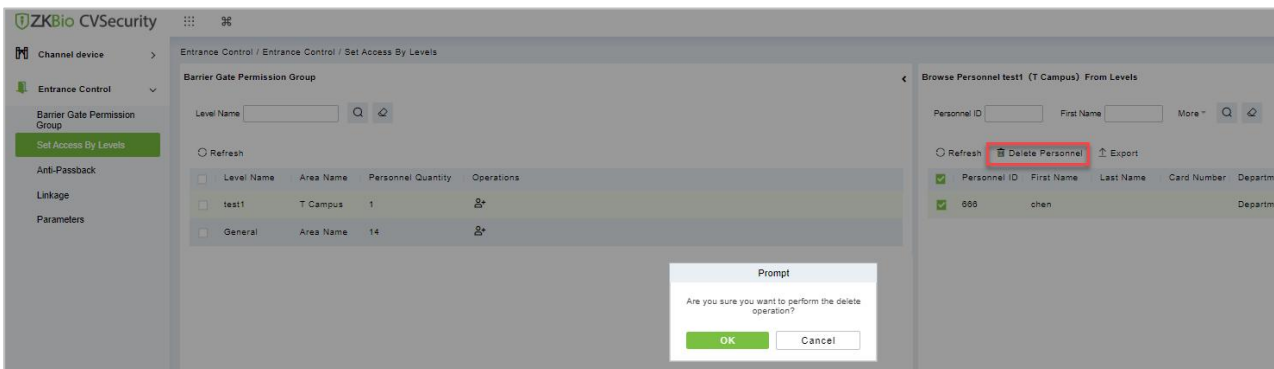 ZKBio CVSecurity
Channel device
Entrance Control
Barrier Gate Permission
Group
Set Access By Levels
Anti-Passback
Linkage
Parameters
Entrance Control / Entrance Control / Set Access By Levels
Barrier Gate Permission Group
Level Name
Refresh
Level Name Area Name Personnel Quantity Operations
test1 T Campus 1
General Area Name 14
Browse Personnel test1 (T Campus) From Levels
Personnel ID First Name More
Refresh Delete Personnel Export
Personnel ID First Name Last Name Card Number Departm
666 chen Departm
Prompt
Are you sure you want to perform the delete
operation?
OK Cancel